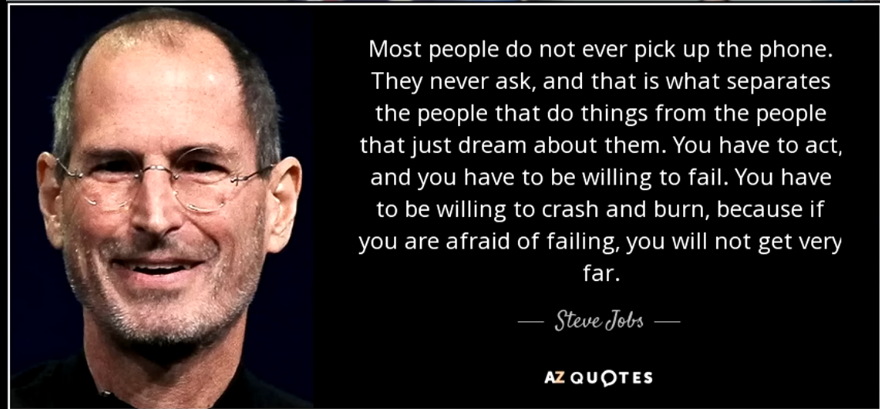 Most people do not ever pick up the phone.
They never ask, and that is what separates
the people that do things from the people
that just dream about them. You have to act,
and you have to be willing to fail. You have
to be willing to crash and burn, because if
you are afraid of failing, you will not get very
far.
— Steve Jobs —
AZ QUOTES